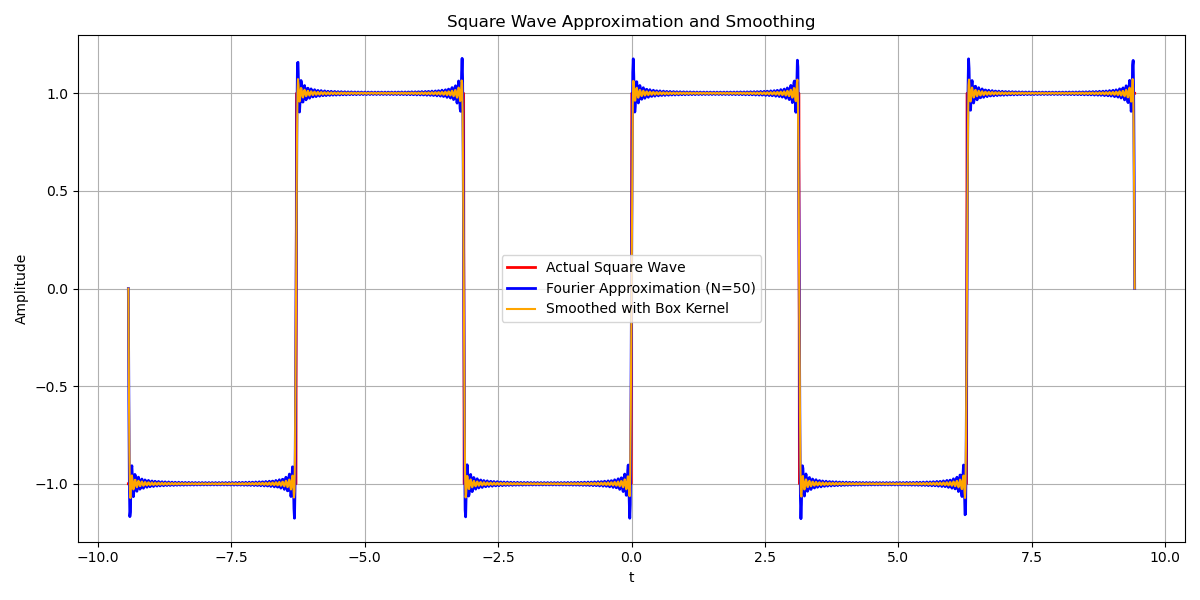 Square Wave Approximation and Smoothing
1.0
0.5
0.0
−0.5
−1.0
Amplitude
Actual Square Wave
Fourier Approximation (N=50)
Smoothed with Box Kernel
−10.0 −7.5 −5.0 −2.5 0.0 2.5 5.0 7.5 10.0
t